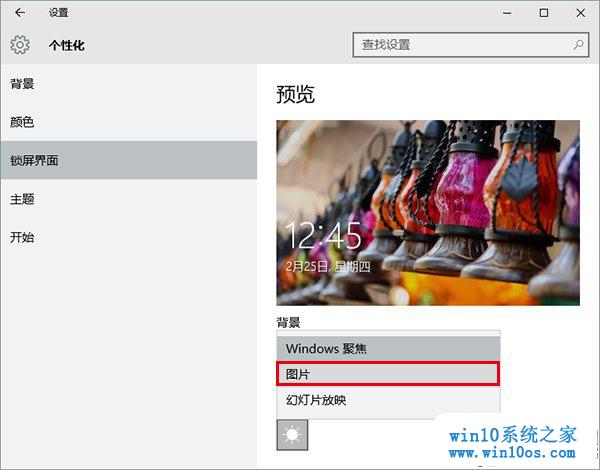 设置
个性化
查找设置
背景
颜色
锁屏界面
主题
开始
预览
12:45
2月25日, 星期四
背景
Windows 聚焦
图片
幻灯片放映
win10系统之家
www.win10os.com